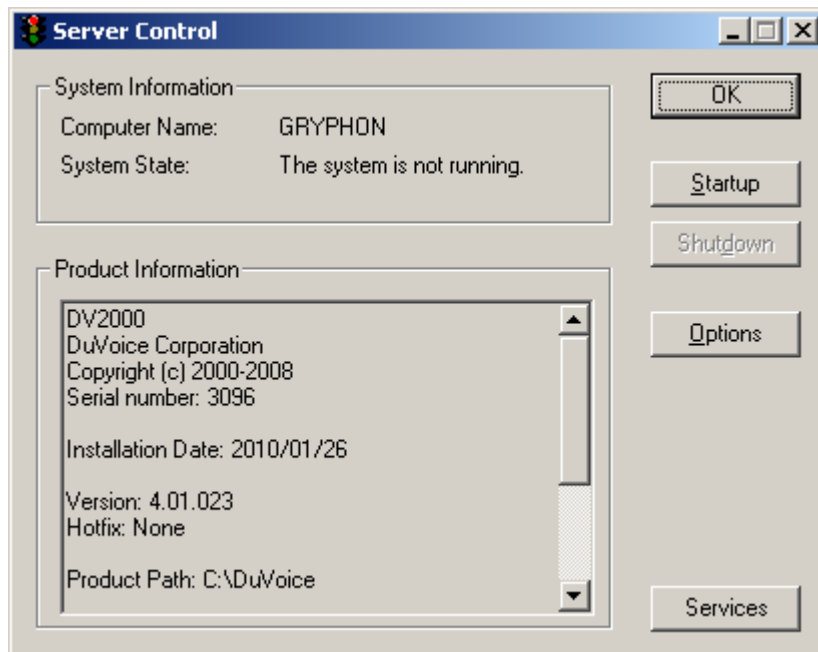 Server Control
System Information
Computer Name: GRYPHON
System State: The system is not running.
Product Information
DV2000
DuVoice Corporation
Copyright (c) 2000-2008
Serial number: 3096
Installation Date: 2010/01/26
Version: 4.01.023
Hotfix: None
Product Path: C:\DuVoice
OK
Startup
Shutdown
Options
Services